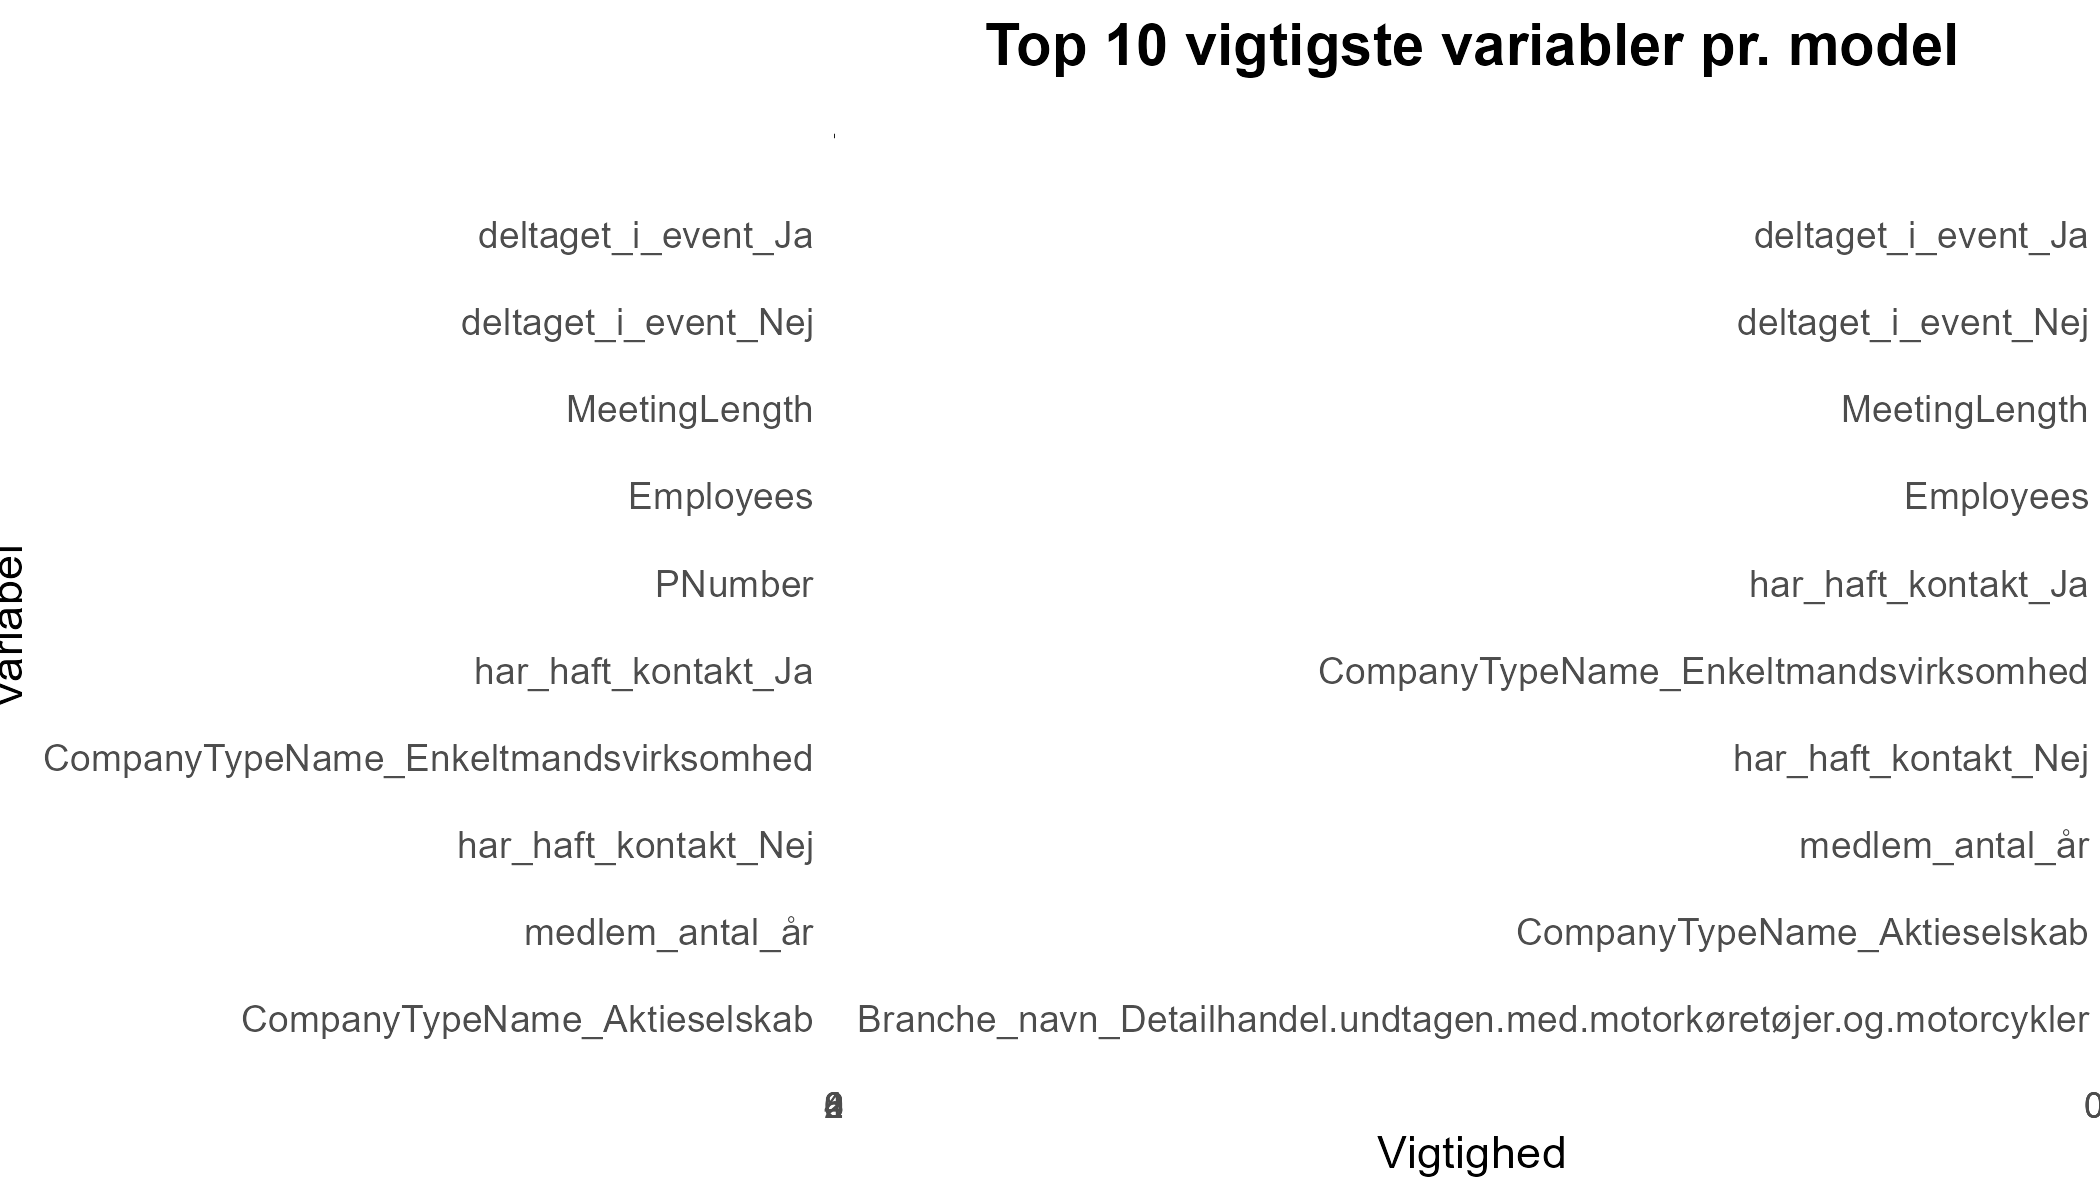 Top 10 vigtigste variabler pr. model
deltaget_i_event_Ja
deltaget_i_event_Nej
MeetingLength
Employees
PNumber
har_haft_kontakt_Ja
CompanyTypeName_Enkeltmandsvirksomhed
har_haft_kontakt_Nej
medlem_antal_år
CompanyTypeName_Aktieselskab
deltaget_i_event_Ja
deltaget_i_event_Nej
MeetingLength
Employees
har_haft_kontakt_Ja
CompanyTypeName_Enkeltmandsvirksomhed
har_haft_kontakt_Nej
medlem_antal_år
CompanyTypeName_Aktieselskab
Branche_navn_Detailhandel.undtagen.med.motorkøretøjer.og.motorcykler
0
Vigtighed
Variabel